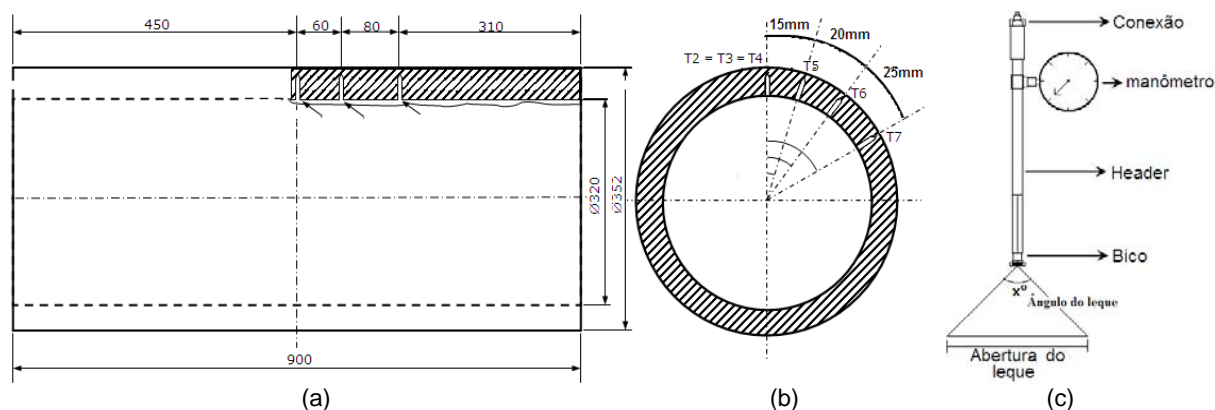 450
60
80
310
Ø320
Ø352
900
(a)
15mm
20mm
25mm
T2 = T3 = T4
T5
T6
T7
(b)
Conexão
manômetro
Header
Bico
xº
Ângulo do leque
Abertura do
leque
(c)